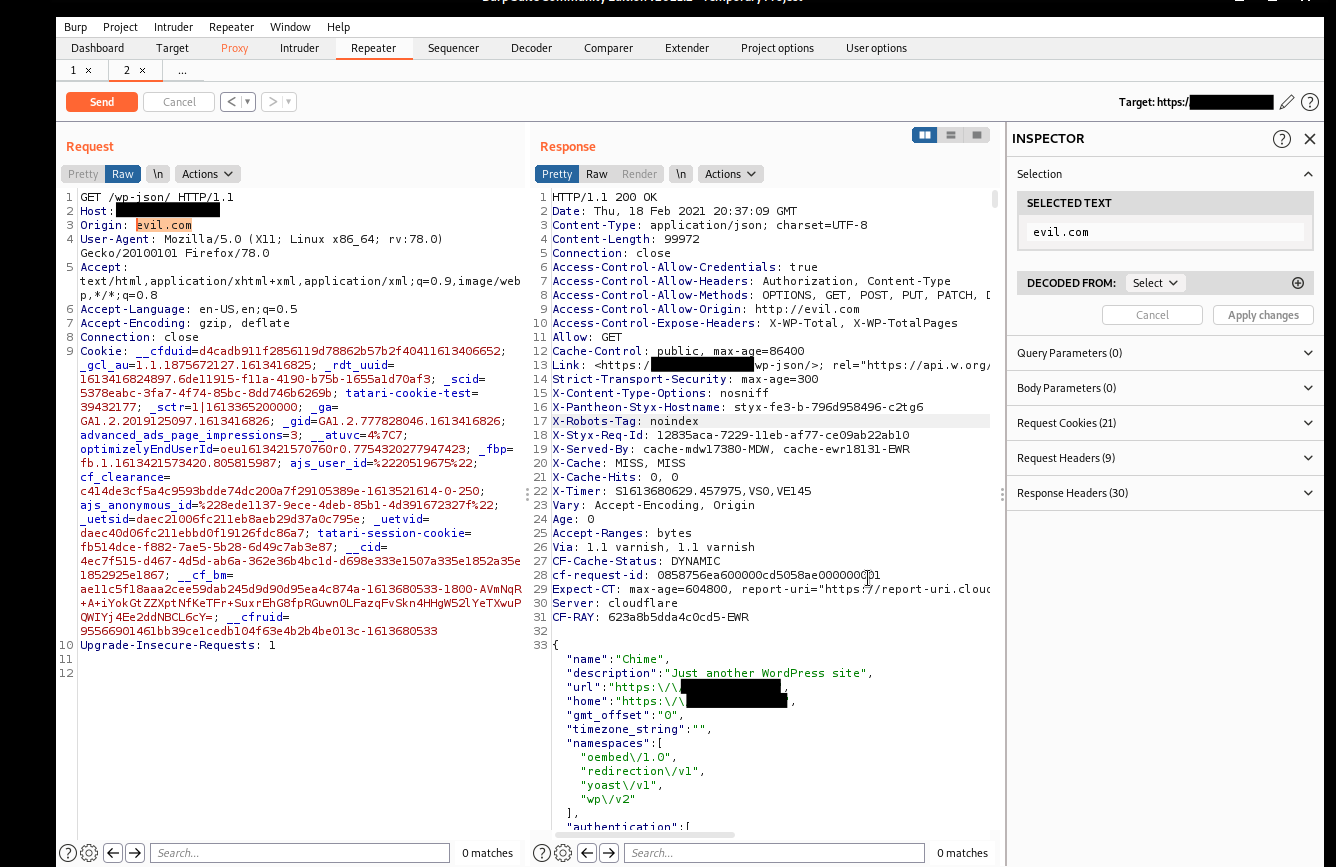 Burp Project Intruder Repeater Window Help
Dashboard Target Proxy Intruder Repeater Sequencer Decoder Comparer Extender Project options User options
1 × 2 × ...
Send Cancel < > Target: https:/
Request
Pretty Raw \n Actions
1 GET /wp-json/ HTTP/1.1
2 Host:
3 Origin: evil.com
4 User-Agent: Mozilla/5.0 (X11; Linux x86_64; rv:78.0)
Gecko/20100101 Firefox/78.0
5 Accept:
text/html,application/xhtml+xml,application/xml;q=0.9,image/web
p,*/*;q=0.8
6 Accept-Language: en-US,en;q=0.5
7 Accept-Encoding: gzip, deflate
8 Connection: close
9 Cookie: __cfduid=d4cadb911f2856119d78862b57b2f40411613406652;
_gcl_au=1.1.1875672127.1613416825; _rdt_uuid=
1613416824897.6de11915-f11a-4190-b75b-1655a1d70af3; _scid=
5378eabc-3fa7-4f74-85bc-8dd746b6269b; tatari-cookie-test=
39432177; _sctr=1|1613365200000; _ga=
GA1.2.2019125097.1613416826; _gid=GA1.2.777828046.1613416826;
advanced_ads_page_impressions=3; __atuvc=4%7C7;
optimizelyEndUserId=oeu1613421570760r0.7754320277947423; _fbp=
fb.1.1613421573420.805815987; ajs_user_id=%2220519675%22;
cf_clearance=
c414de3cf5a4c9593bdde74dc200a7f29105389e-1613521614-0-250;
ajs_anonymous_id=%228ede1137-9ece-4deb-85b1-4d391672327f%22;
_uetsid=daec21006fc211eb8aeb29d37a0c795e; _uetvid=
daec40d06fc211ebbd0f19126fdc86a7; tatari-session-cookie=
fb514dce-f882-7ae5-5b28-6d49c7ab3e87; __cid=
4ec7f515-d467-4d5d-ab6a-362e36b4bc1d-d698e333e1507a335e1852a35e
1852925e1867; __cf_bm=
ae11c5f18aaa2cee59dab245d9d90d95ea4c874a-1613680533-1800-AVmNqR
+A+iYokGtZZXptNfKeTFr+SuxrEhG8fpRGuwn0LFazqFvSkn4HHgW52lYeTXwuP
QWIYj4Ee2ddNBCL6cY=; __cfruid=
95566901461bb39ce1cedb104f63e4b2b4be013c-1613680533
10 Upgrade-Insecure-Requests: 1
11
12
Search... 0 matches
Response
Pretty Raw Render \n Actions
1 HTTP/1.1 200 OK
2 Date: Thu, 18 Feb 2021 20:37:09 GMT
3 Content-Type: application/json; charset=UTF-8
4 Content-Length: 99972
5 Connection: close
6 Access-Control-Allow-Credentials: true
7 Access-Control-Allow-Headers: Authorization, Content-Type
8 Access-Control-Allow-Methods: OPTIONS, GET, POST, PUT, PATCH, D
9 Access-Control-Allow-Origin: http://evil.com
10 Access-Control-Expose-Headers: X-WP-Total, X-WP-TotalPages
11 Allow: GET
12 Cache-Control: public, max-age=86400
13 Link: <https:/ wp-json/>; rel="https://api.w.org/
14 Strict-Transport-Security: max-age=300
15 X-Content-Type-Options: nosniff
16 X-Pantheon-Styx-Hostname: styx-fe3-b-796d958496-c2tg6
17 X-Robots-Tag: noindex
18 X-Styx-Req-Id: 12835aca-7229-11eb-af77-ce09ab22ab10
19 X-Served-By: cache-mdw17380-MDW, cache-ewr18131-EWR
20 X-Cache: MISS, MISS
21 X-Cache-Hits: 0, 0
22 X-Timer: S1613680629.457975,VS0,VE145
23 Vary: Accept-Encoding, Origin
24 Age: 0
25 Accept-Ranges: bytes
26 Via: 1.1 varnish, 1.1 varnish
27 CF-Cache-Status: DYNAMIC
28 cf-request-id: 0858756ea600000cd5058ae000000001
29 Expect-CT: max-age=604800, report-uri="https://report-uri.cloud
30 Server: cloudflare
31 CF-RAY: 623a8b5dda4c0cd5-EWR
32
33 {
"name":"Chime",
"description":"Just another WordPress site",
"url":"https:\/\ ,
"home":"https:\/\ ,
"gmt_offset":"0",
"timezone_string":"",
"namespaces":[
"oembed\/1.0",
"redirection\/v1",
"yoast\/v1",
"wp\/v2"
],
"authentication":[
Search... 0 matches
INSPECTOR
Selection
SELECTED TEXT
evil.com
DECODED FROM: Select
Cancel Apply changes
Query Parameters (0)
Body Parameters (0)
Request Cookies (21)
Request Headers (9)
Response Headers (30)